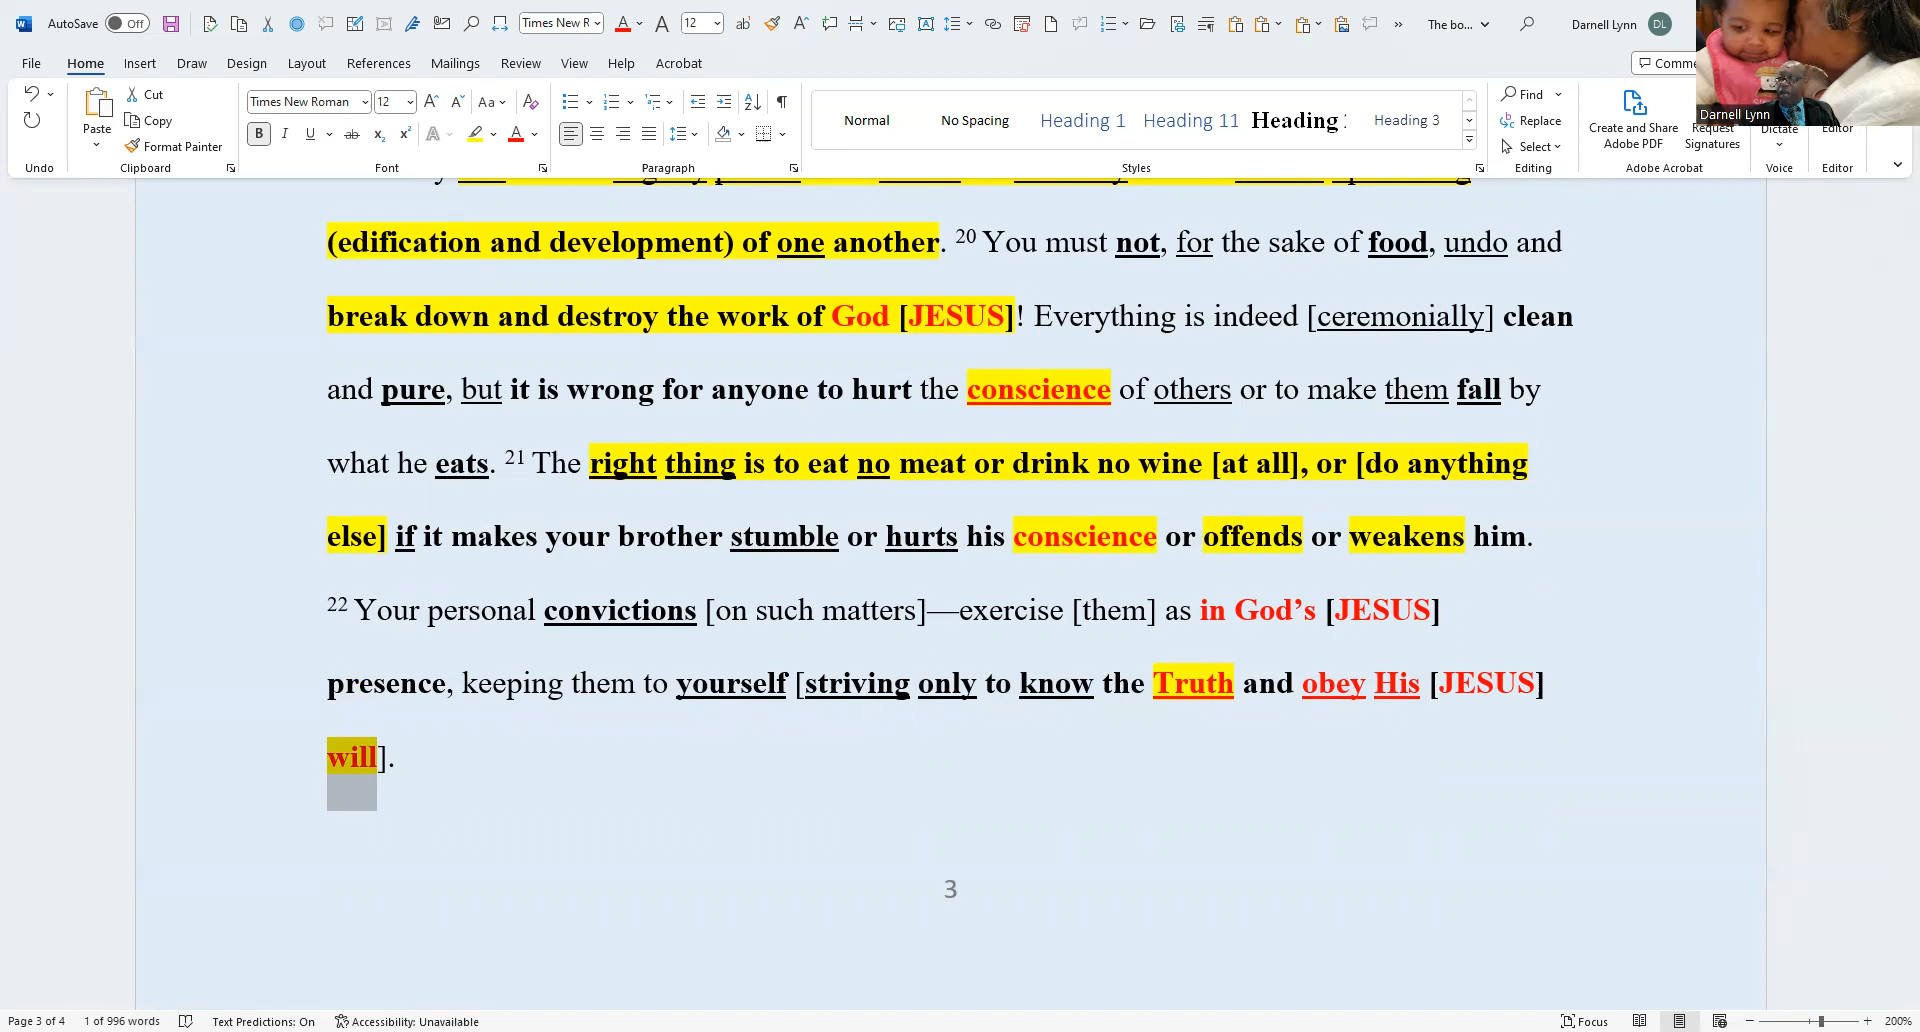 AutoSave Off Times New R 12 The bo... Darnell Lynn DL
File Home Insert Draw Design Layout References Mailings Review View Help Acrobat Comme
Paste Cut Copy Format Painter Times New Roman 12 Aa Normal No Spacing Heading 1 Heading 11 Heading Heading 3 Find Replace Select Create and Share Adobe PDF Request Signatures Dictate Editor
Darnell Lynn
Undo Clipboard Font Paragraph Styles Editing Adobe Acrobat Voice Editor
(edification and development) of one another. 20 You must not, for the sake of food, undo and
break down and destroy the work of God [JESUS]! Everything is indeed [ceremonially] clean
and pure, but it is wrong for anyone to hurt the conscience of others or to make them fall by
what he eats. 21 The right thing is to eat no meat or drink no wine [at all], or [do anything
else] if it makes your brother stumble or hurts his conscience or offends or weakens him.
22 Your personal convictions [on such matters]—exercise [them] as in God’s [JESUS]
presence, keeping them to yourself [striving only to know the Truth and obey His [JESUS]
will].
3
Page 3 of 4 1 of 996 words Text Predictions: On Accessibility: Unavailable Focus 200%